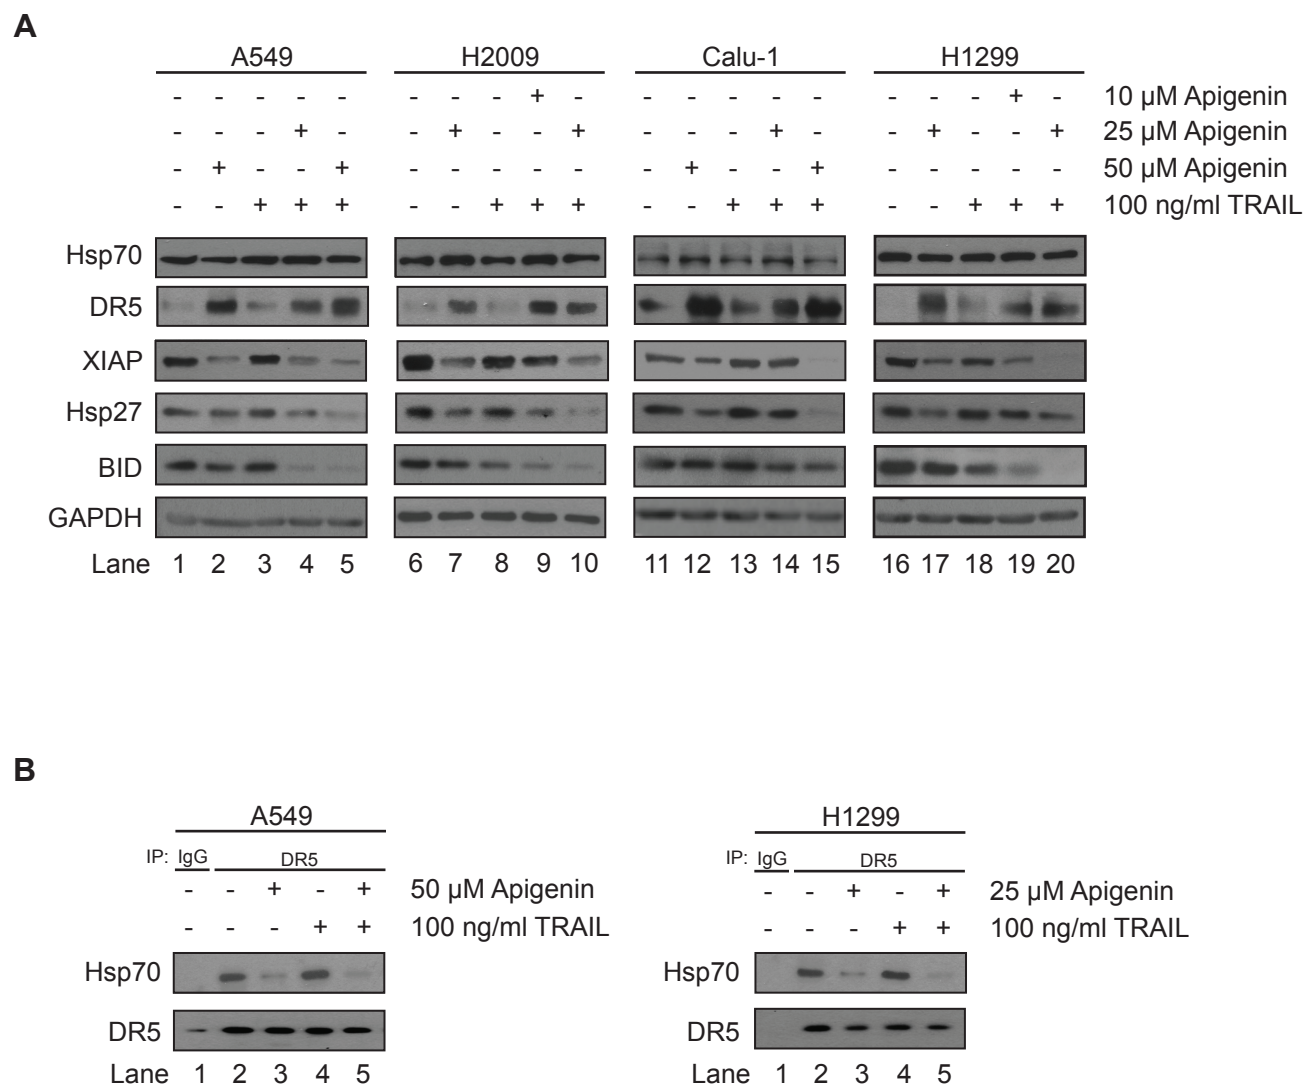 A
A549 H2009 Calu-1 H1299
- - - - - - - - + - - - - - - - - - + - 10 µM Apigenin
- - - + - - + - - + - - - + - - + - - + 25 µM Apigenin
- + - - + - - - - - - + - - + - - - - - 50 µM Apigenin
- - + + + - - + + + - - + + + - - + + + 100 ng/ml TRAIL
Hsp70
DR5
XIAP
Hsp27
BID
GAPDH
Lane 1 2 3 4 5 6 7 8 9 10 11 12 13 14 15 16 17 18 19 20
B
A549
IP: IgG DR5
- - + - + 50 µM Apigenin
- - - + + 100 ng/ml TRAIL
Hsp70
DR5
Lane 1 2 3 4 5
H1299
IP: IgG DR5
- - + - + 25 µM Apigenin
- - - + + 100 ng/ml TRAIL
Hsp70
DR5
Lane 1 2 3 4 5